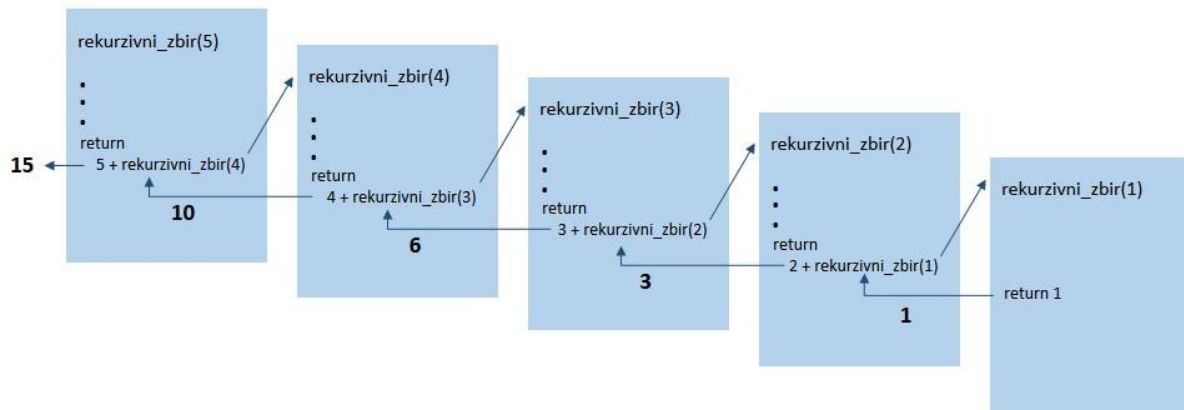 rekurzivni_zbir(5)
return
5 + rekurzivni_zbir(4)
15
10
rekurzivni_zbir(4)
return
4 + rekurzivni_zbir(3)
6
rekurzivni_zbir(3)
return
3 + rekurzivni_zbir(2)
3
rekurzivni_zbir(2)
return
2 + rekurzivni_zbir(1)
1
rekurzivni_zbir(1)
return 1